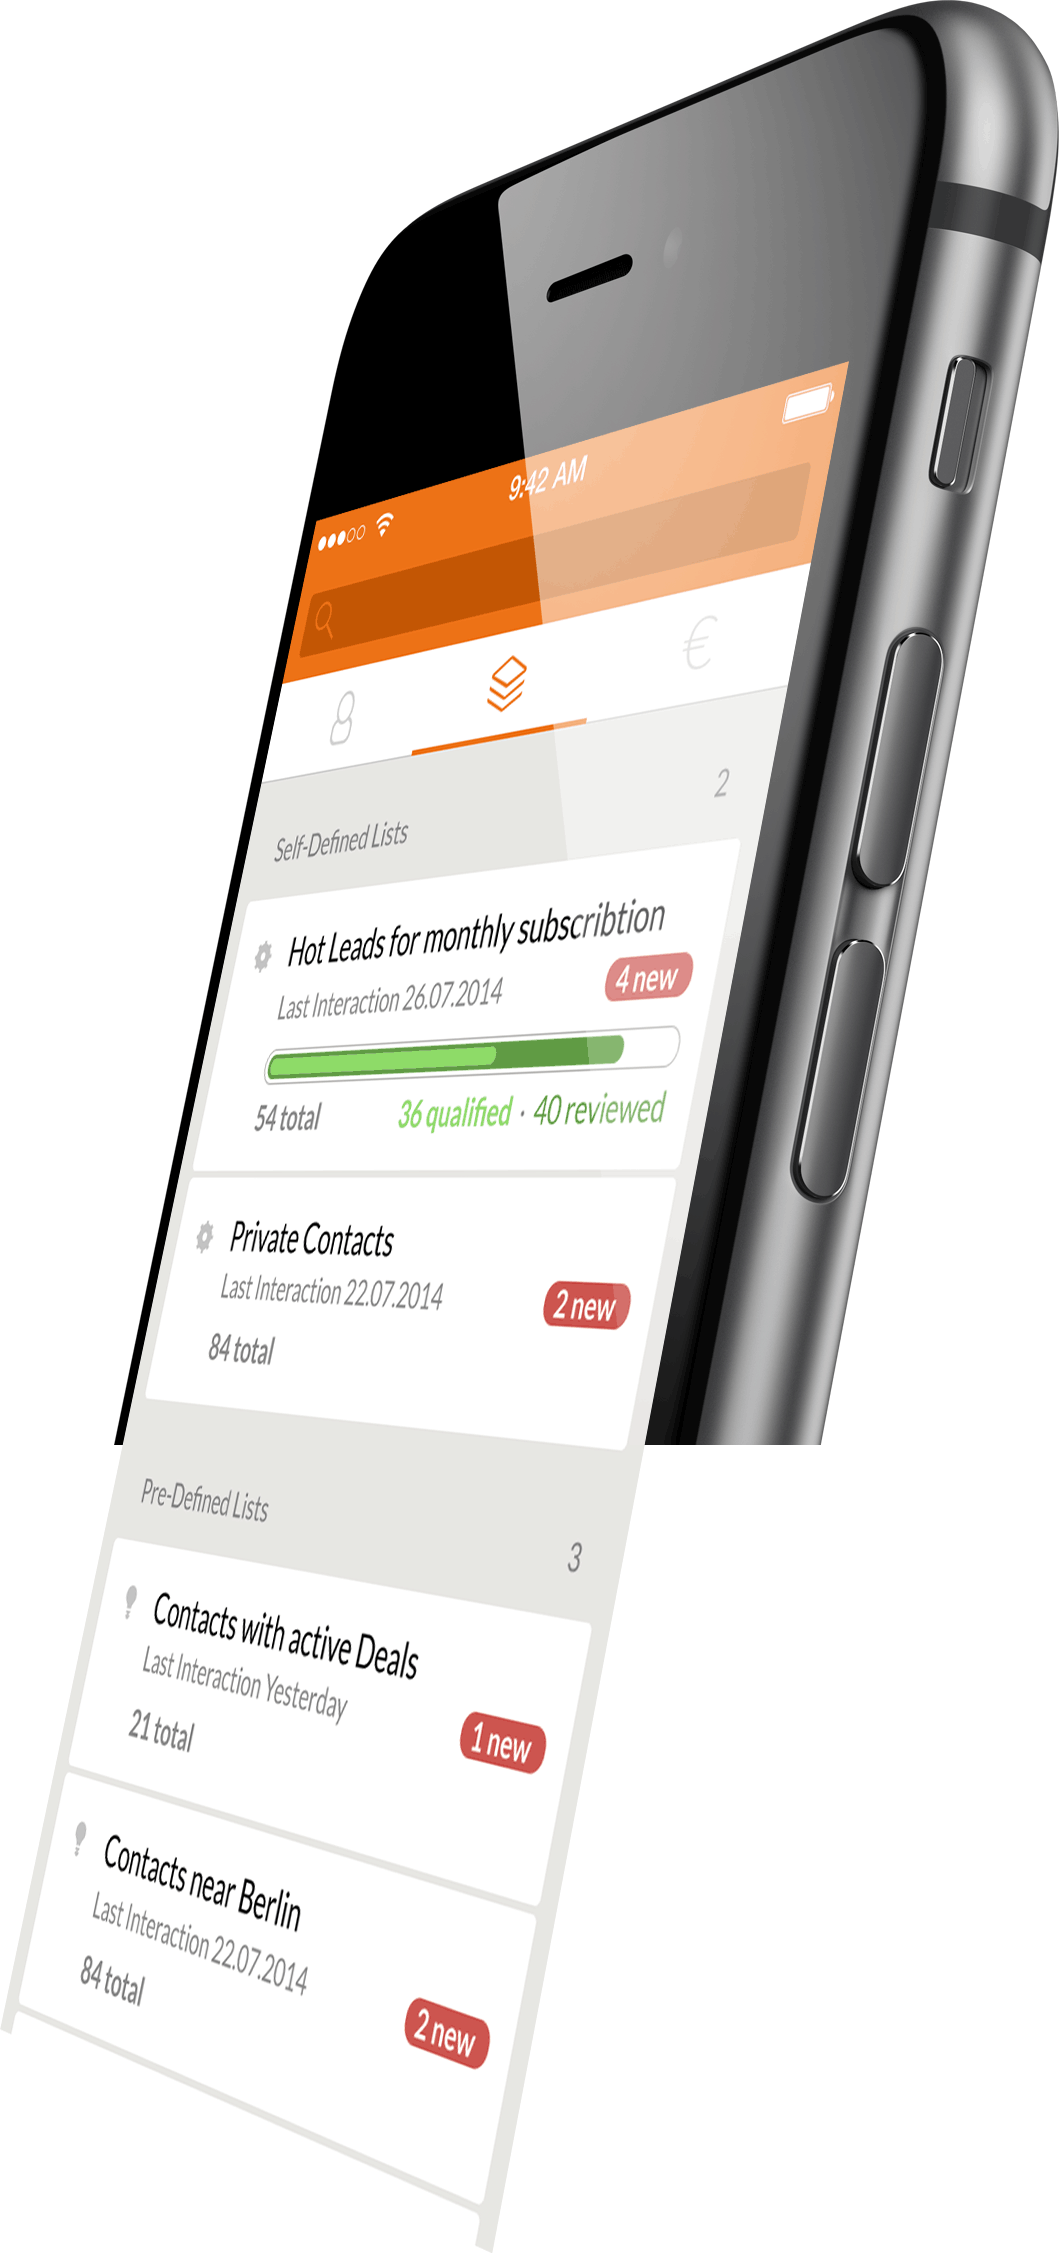 9:42 AM
€
Self-Defined Lists
2
Hot Leads for monthly subscribtion
Last Interaction 26.07.2014
4 new
54 total
36 qualified · 40 reviewed
Private Contacts
Last Interaction 22.07.2014
2 new
84 total
Pre-Defined Lists
3
Contacts with active Deals
Last Interaction Yesterday
1 new
21 total
Contacts near Berlin
Last Interaction 22.07.2014
2 new
84 total